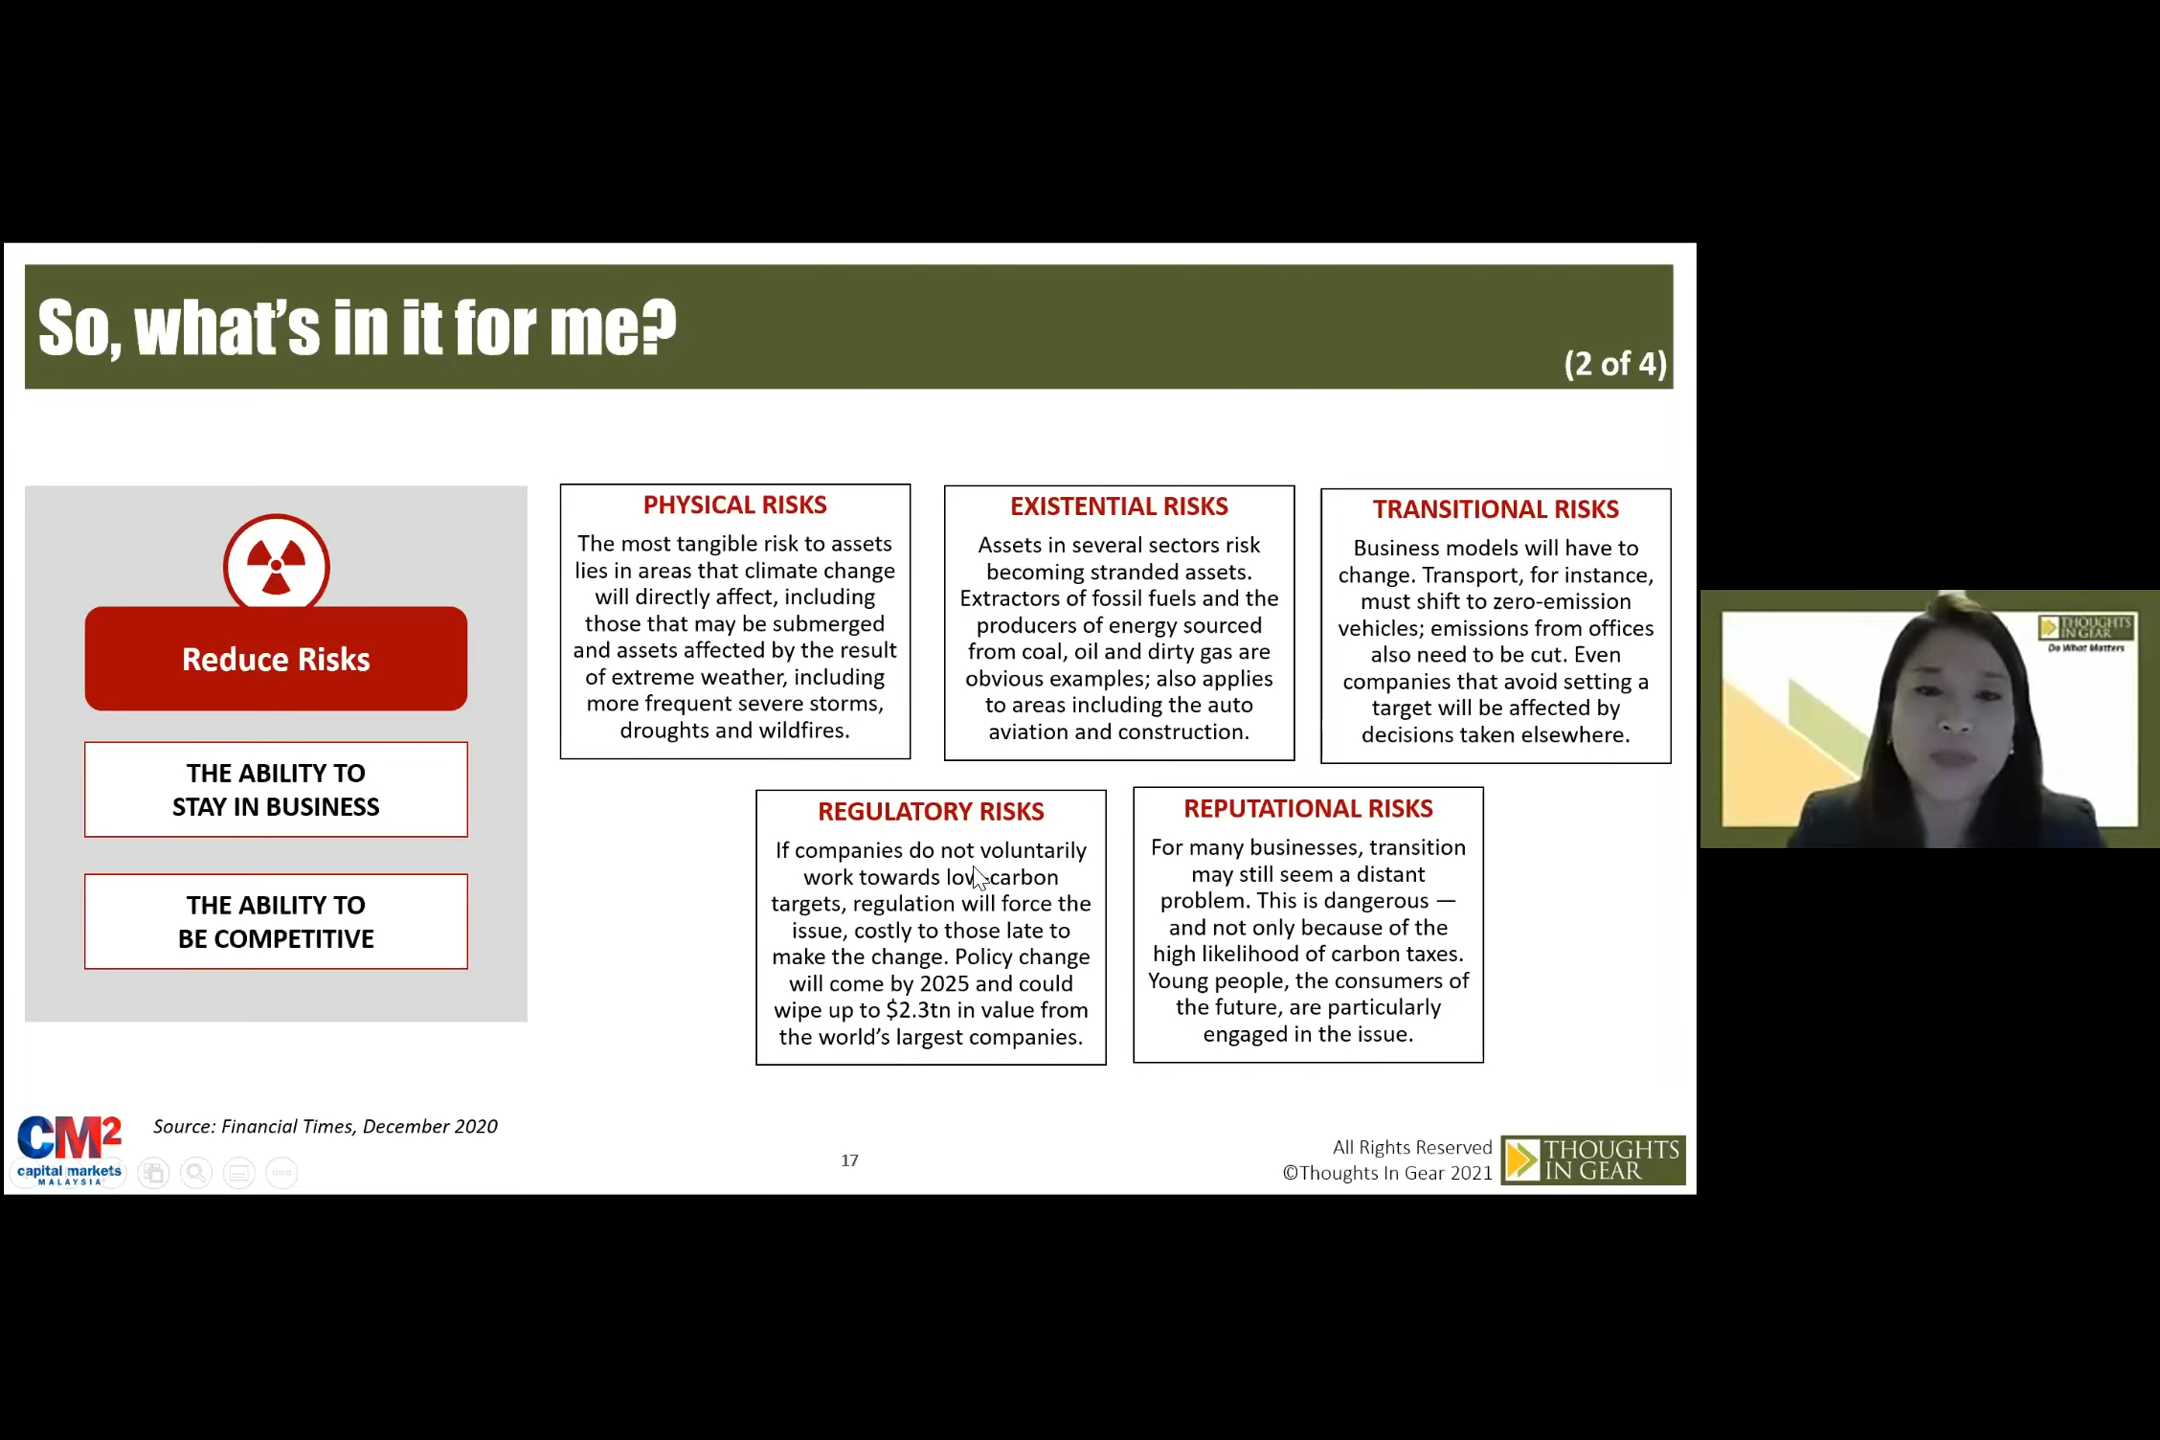 So, what's in it for me?
(2 of 4)
Reduce Risks
THE ABILITY TO
STAY IN BUSINESS
THE ABILITY TO
BE COMPETITIVE
PHYSICAL RISKS
The most tangible risk to assets
lies in areas that climate change
will directly affect, including
those that may be submerged
and assets affected by the result
of extreme weather, including
more frequent severe storms,
droughts and wildfires.
EXISTENTIAL RISKS
Assets in several sectors risk
becoming stranded assets.
Extractors of fossil fuels and the
producers of energy sourced
from coal, oil and dirty gas are
obvious examples; also applies
to areas including the auto
aviation and construction.
TRANSITIONAL RISKS
Business models will have to
change. Transport, for instance,
must shift to zero-emission
vehicles; emissions from offices
also need to be cut. Even
companies that avoid setting a
target will be affected by
decisions taken elsewhere.
REGULATORY RISKS
If companies do not voluntarily
work towards low-carbon
targets, regulation will force the
issue, costly to those late to
make the change. Policy change
will come by 2025 and could
wipe up to $2.3tn in value from
the world's largest companies.
REPUTATIONAL RISKS
For many businesses, transition
may still seem a distant
problem. This is dangerous —
and not only because of the
high likelihood of carbon taxes.
Young people, the consumers of
the future, are particularly
engaged in the issue.
THOUGHTS
IN GEAR
Do What Matters
CM2
capital markets
MALAYSIA
Source: Financial Times, December 2020
17
All Rights Reserved
©Thoughts In Gear 2021
THOUGHTS
IN GEAR